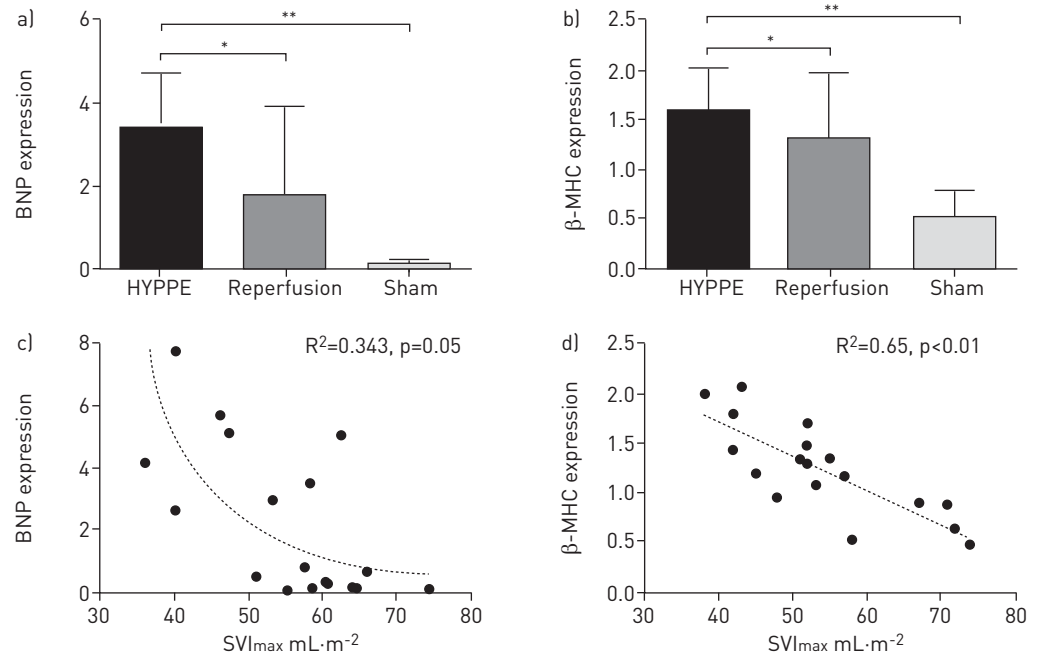 a)
BNP expression
6
4
2
0
**
*
HYPPE Reperfusion Sham
b)
β-MHC expression
2.5
2.0
1.5
1.0
0.5
0.0
**
*
HYPPE Reperfusion Sham
c)
BNP expression
8
6
4
2
0
R²=0.343, p=0.05
30 40 50 60 70 80
SVImax mL·m⁻²
d)
β-MHC expression
2.5
2.0
1.5
1.0
0.5
0.0
R²=0.65, p<0.01
30 40 50 60 70 80
SVImax mL·m⁻²